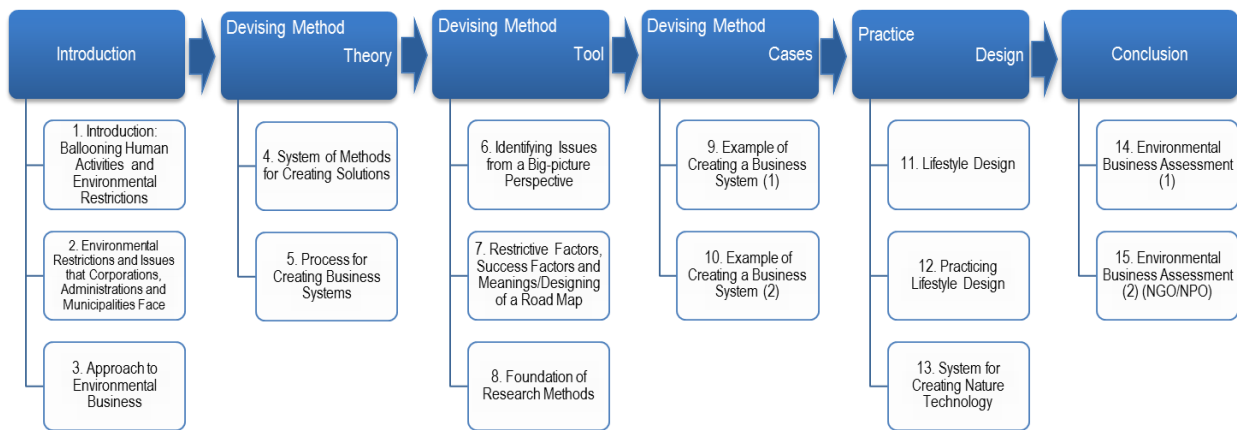 Introduction
1. Introduction:
Ballooning Human
Activities and
Environmental
Restrictions
2. Environmental
Restrictions and Issues
that Corporations,
Administrations and
Municipalities Face
3. Approach to
Environmental
Business
Devising Method
Theory
4. System of Methods
for Creating Solutions
5. Process for
Creating Business
Systems
Devising Method
Tool
6. Identifying Issues
from a Big-picture
Perspective
7. Restrictive Factors,
Success Factors and
Meanings/Designing
of a Road Map
8. Foundation of
Research Methods
Devising Method
Cases
9. Example of
Creating a Business
System (1)
10. Example of
Creating a Business
System (2)
Practice
Design
11. Lifestyle Design
12. Practicing
Lifestyle Design
13. System for
Creating Nature
Technology
Conclusion
14. Environmental
Business Assessment
(1)
15. Environmental
Business Assessment
(2) (NGO/NPO)